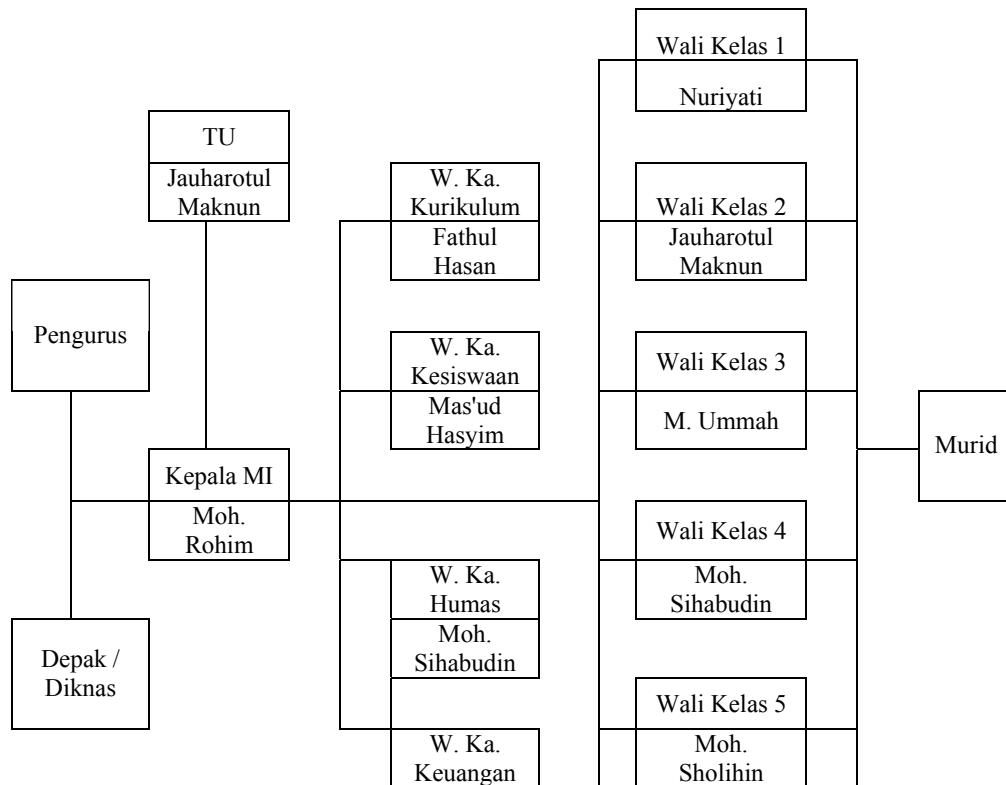 Wali Kelas 1
Nuriyati
TU
Jauharotul
Maknun
W. Ka.
Kurikulum
Fathul
Hasan
Wali Kelas 2
Jauharotul
Maknun
Pengurus
W. Ka.
Kesiswaan
Mas'ud
Hasyim
Wali Kelas 3
M. Ummah
Murid
Kepala MI
Moh.
Rohim
Wali Kelas 4
Moh.
Sihabudin
W. Ka.
Humas
Moh.
Sihabudin
Depak /
Diknas
Wali Kelas 5
Moh.
Sholihin
W. Ka.
Keuangan